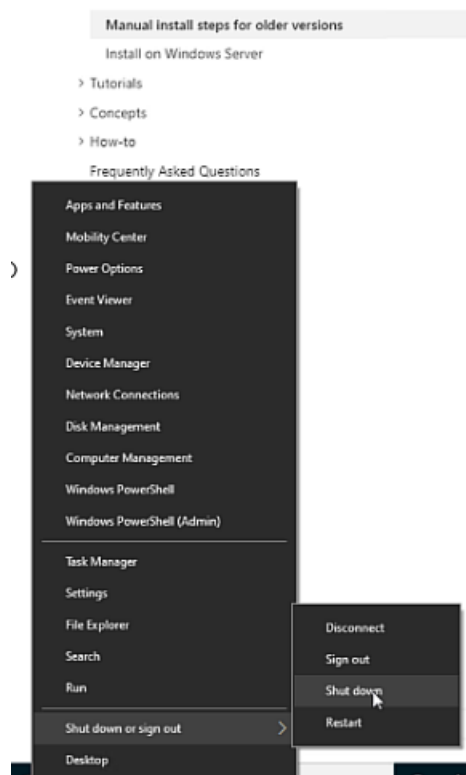 Manual install steps for older versions
Install on Windows Server
> Tutorials
> Concepts
> How-to
Frequently Asked Questions
Apps and Features
Mobility Center
Power Options
Event Viewer
System
Device Manager
Network Connections
Disk Management
Computer Management
Windows PowerShell
Windows PowerShell (Admin)
Task Manager
Settings
File Explorer
Search
Run
Shut down or sign out
Desktop
Disconnect
Sign out
Shut down
Restart